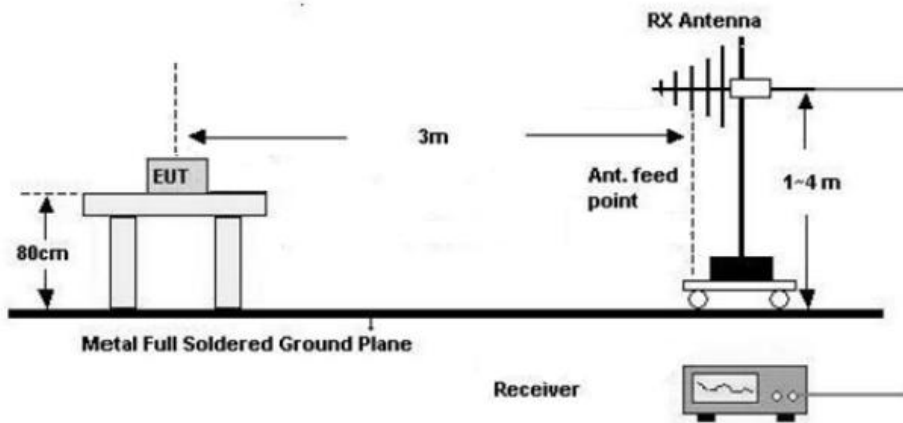 RX Antenna
3m
EUT
Ant. feed
point
1~4 m
80cm
Metal Full Soldered Ground Plane
Receiver